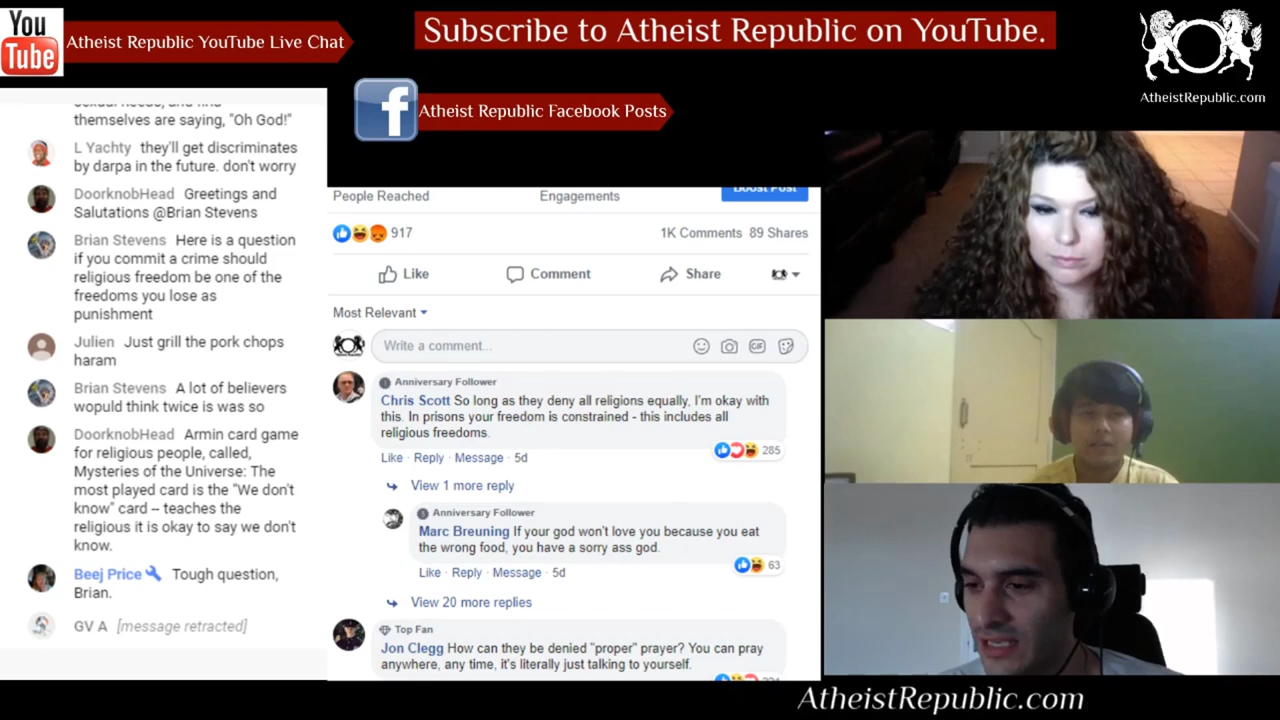 You
Tube
Atheist Republic YouTube Live Chat
Subscribe to Atheist Republic on YouTube.
AtheistRepublic.com
Atheist Republic Facebook Posts
themselves are saying, "Oh God!"
L Yachty they'll get discriminates
by darpa in the future. don't worry
DoorknobHead Greetings and
Salutations @Brian Stevens
Brian Stevens Here is a question
if you commit a crime should
religious freedom be one of the
freedoms you lose as
punishment
Julien Just grill the pork chops
haram
Brian Stevens A lot of believers
wopuld think twice is was so
DoorknobHead Armin card game
for religious people, called,
Mysteries of the Universe: The
most played card is the "We don't
know" card -- teaches the
religious it is okay to say we don't
know.
Beej Price Tough question,
Brian.
GV A [message retracted]
People Reached Engagements Boost Post
917 1K Comments 89 Shares
Like Comment Share
Most Relevant
Write a comment... GIF
Anniversary Follower
Chris Scott So long as they deny all religions equally, I'm okay with
this. In prisons your freedom is constrained - this includes all
religious freedoms.
285
Like · Reply · Message · 5d
View 1 more reply
Anniversary Follower
Marc Breuning If your god won't love you because you eat
the wrong food, you have a sorry ass god.
63
Like · Reply · Message · 5d
View 20 more replies
Top Fan
Jon Clegg How can they be denied "proper" prayer? You can pray
anywhere, any time, it's literally just talking to yourself.
AtheistRepublic.com